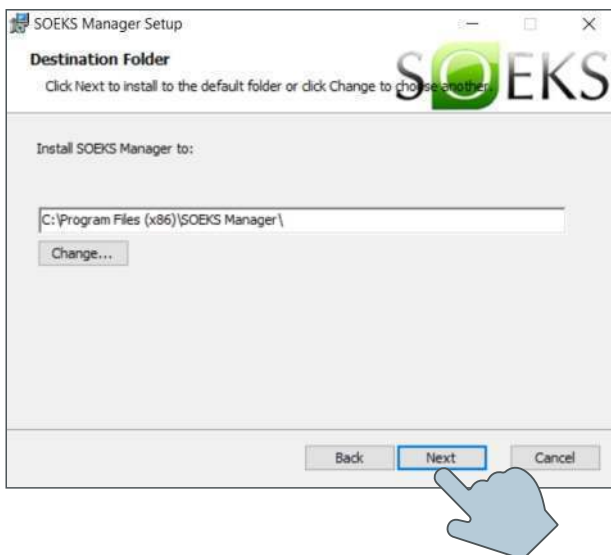 SOEKS Manager Setup
Destination Folder
Click Next to install to the default folder or click Change to choose another.
SOEKS
Install SOEKS Manager to:
C:\Program Files (x86)\SOEKS Manager\
Change...
Back Next Cancel